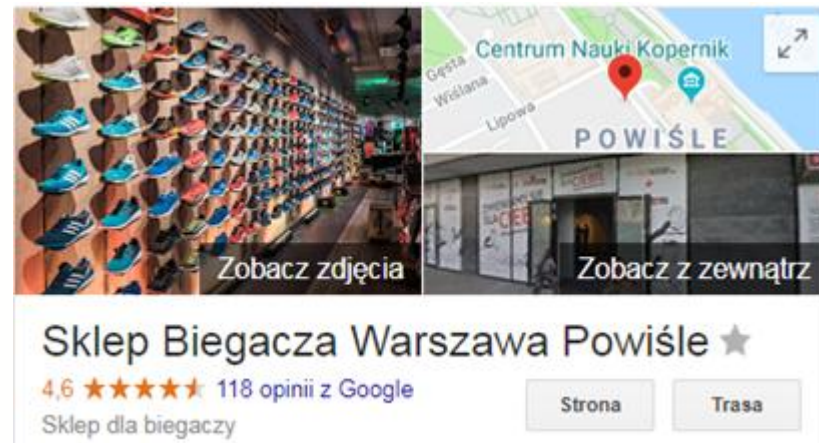 Centrum Nauki Kopernik
Gęsta
Wiślana
Lipowa
POWIŚLE
CIEBIE
Zobacz zdjęcia
Zobacz z zewnątrz
Sklep Biegacza Warszawa Powiśle
4,6 118 opinii z Google
Strona
Trasa
Sklep dla biegaczy